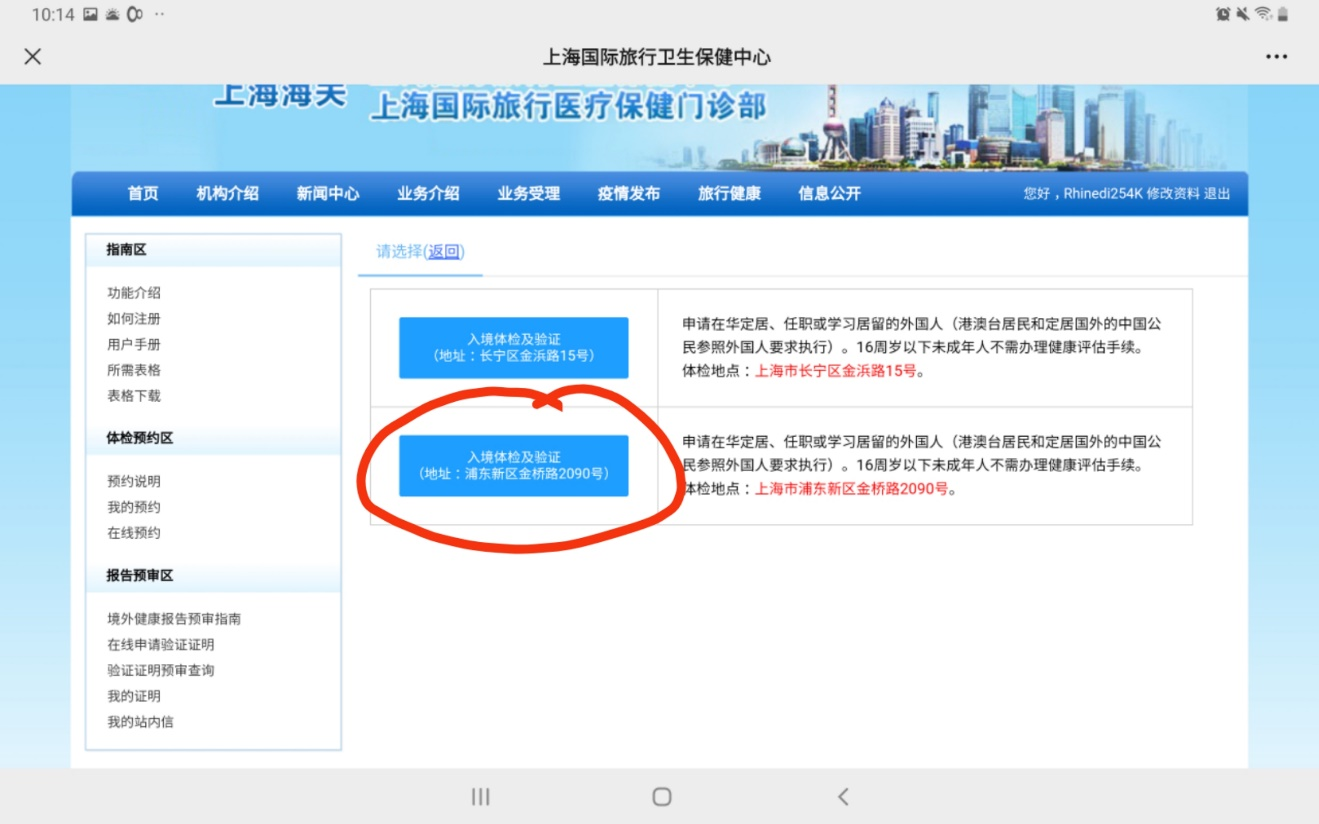 10:14
上海国际旅行卫生保健中心
上海海关
上海国际旅行医疗保健门诊部
首页 机构介绍 新闻中心 业务介绍 业务受理 疫情发布 旅行健康 信息公开 您好，Rhinedi254K 修改资料 退出
指南区
功能介绍
如何注册
用户手册
所需表格
表格下载
体检预约区
预约说明
我的预约
在线预约
报告预审区
境外健康报告预审指南
在线申请验证证明
验证证明预审查询
我的证明
我的站内信
请选择(返回)
入境体检及验证
（地址：长宁区金浜路15号）
申请在华定居、任职或学习居留的外国人（港澳台居民和定居国外的中国公
民参照外国人要求执行）。16周岁以下未成年人不需办理健康评估手续。
体检地点：上海市长宁区金浜路15号。
入境体检及验证
（地址：浦东新区金桥路2090号）
申请在华定居、任职或学习居留的外国人（港澳台居民和定居国外的中国公
民参照外国人要求执行）。16周岁以下未成年人不需办理健康评估手续。
体检地点：上海市浦东新区金桥路2090号。